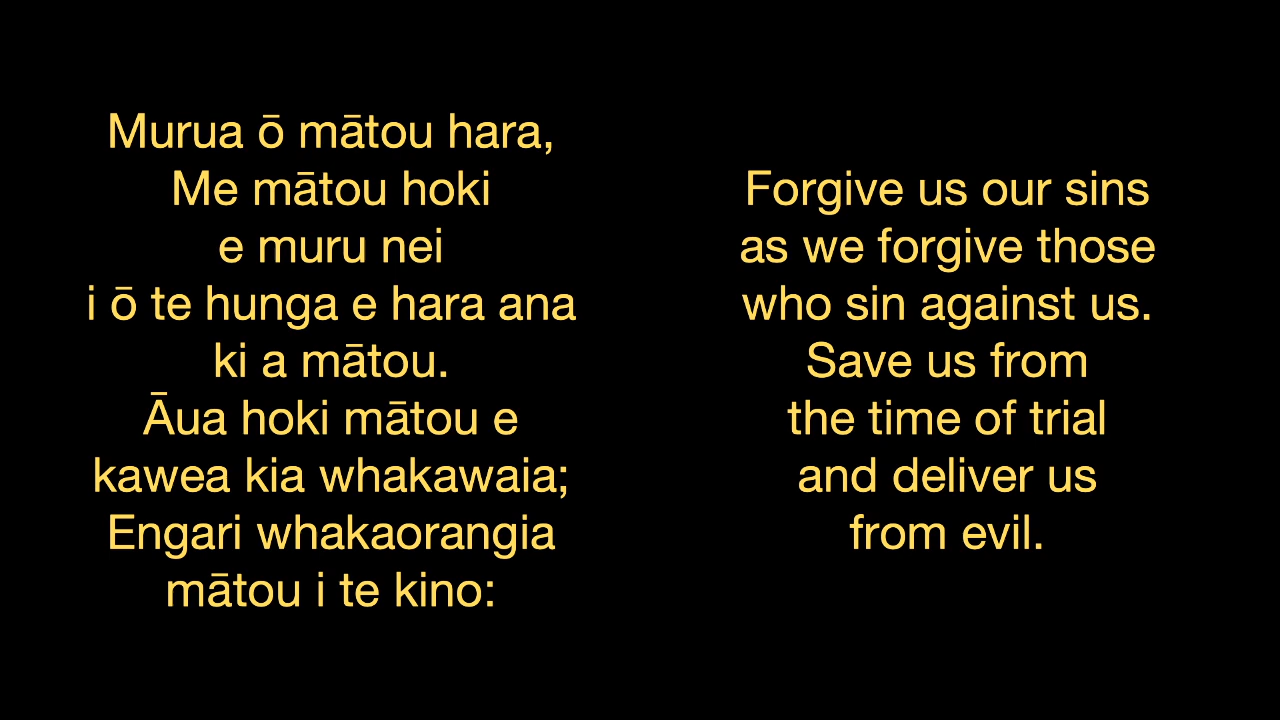 Murua ō mātou hara,
Me mātou hoki
e muru nei
i ō te hunga e hara ana
ki a mātou.
Āua hoki mātou e
kawea kia whakawaia;
Engari whakaorangia
mātou i te kino:
Forgive us our sins
as we forgive those
who sin against us.
Save us from
the time of trial
and deliver us
from evil.